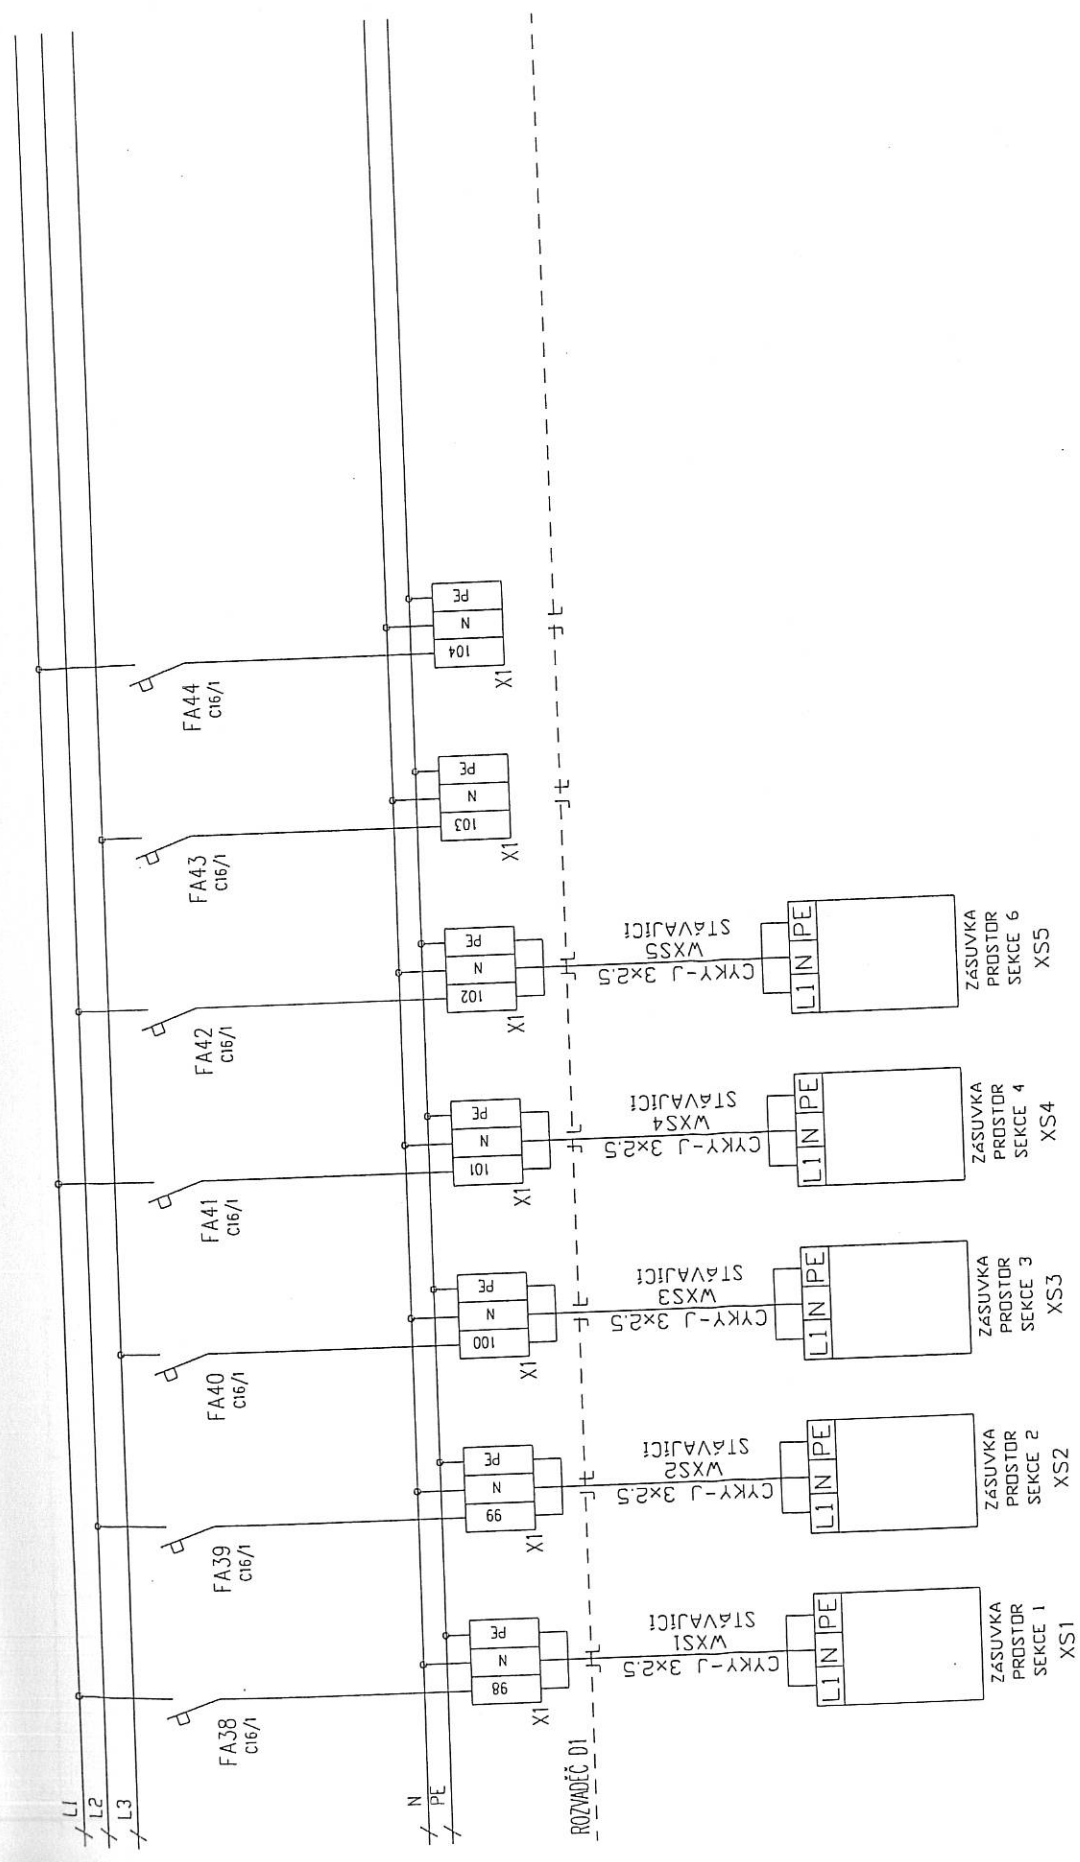 L1
L2
L3
N
PE
FA38
C16/1
FA39
C16/1
FA40
C16/1
FA41
C16/1
FA42
C16/1
FA43
C16/1
FA44
C16/1
98 N PE
X1
99 N PE
X1
100 N PE
X1
101 N PE
X1
102 N PE
X1
103 N PE
X1
104 N PE
X1
ROZVADĚČ D1
CYKY-J 3x2.5
WXS1
STÁVAJÍCÍ
CYKY-J 3x2.5
WXS2
STÁVAJÍCÍ
CYKY-J 3x2.5
WXS3
STÁVAJÍCÍ
CYKY-J 3x2.5
WXS4
STÁVAJÍCÍ
CYKY-J 3x2.5
WXS5
STÁVAJÍCÍ
L1 N PE
ZÁSUVKA
PROSTOR
SEKCE 1
XS1
L1 N PE
ZÁSUVKA
PROSTOR
SEKCE 2
XS2
L1 N PE
ZÁSUVKA
PROSTOR
SEKCE 3
XS3
L1 N PE
ZÁSUVKA
PROSTOR
SEKCE 4
XS4
L1 N PE
ZÁSUVKA
PROSTOR
SEKCE 6
XS5